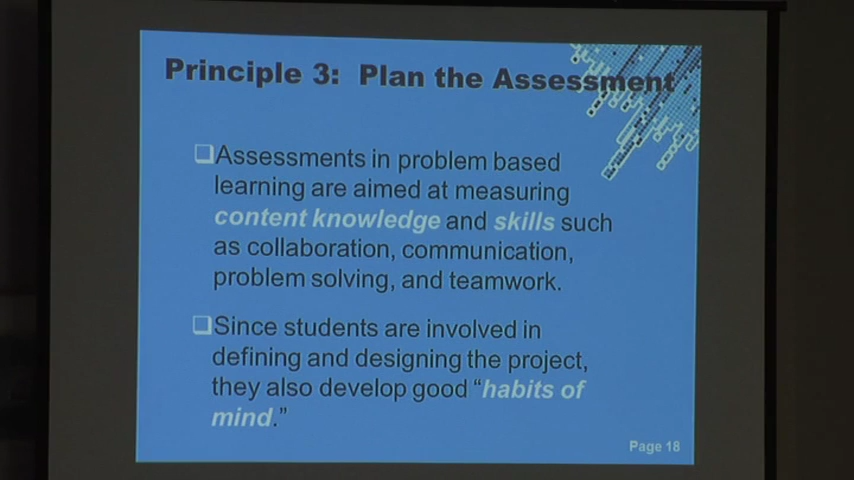 Principle 3: Plan the Assessment
Assessments in problem based
learning are aimed at measuring
content knowledge and skills such
as collaboration, communication,
problem solving, and teamwork.
Since students are involved in
defining and designing the project,
they also develop good “habits of
mind.”
Page 18